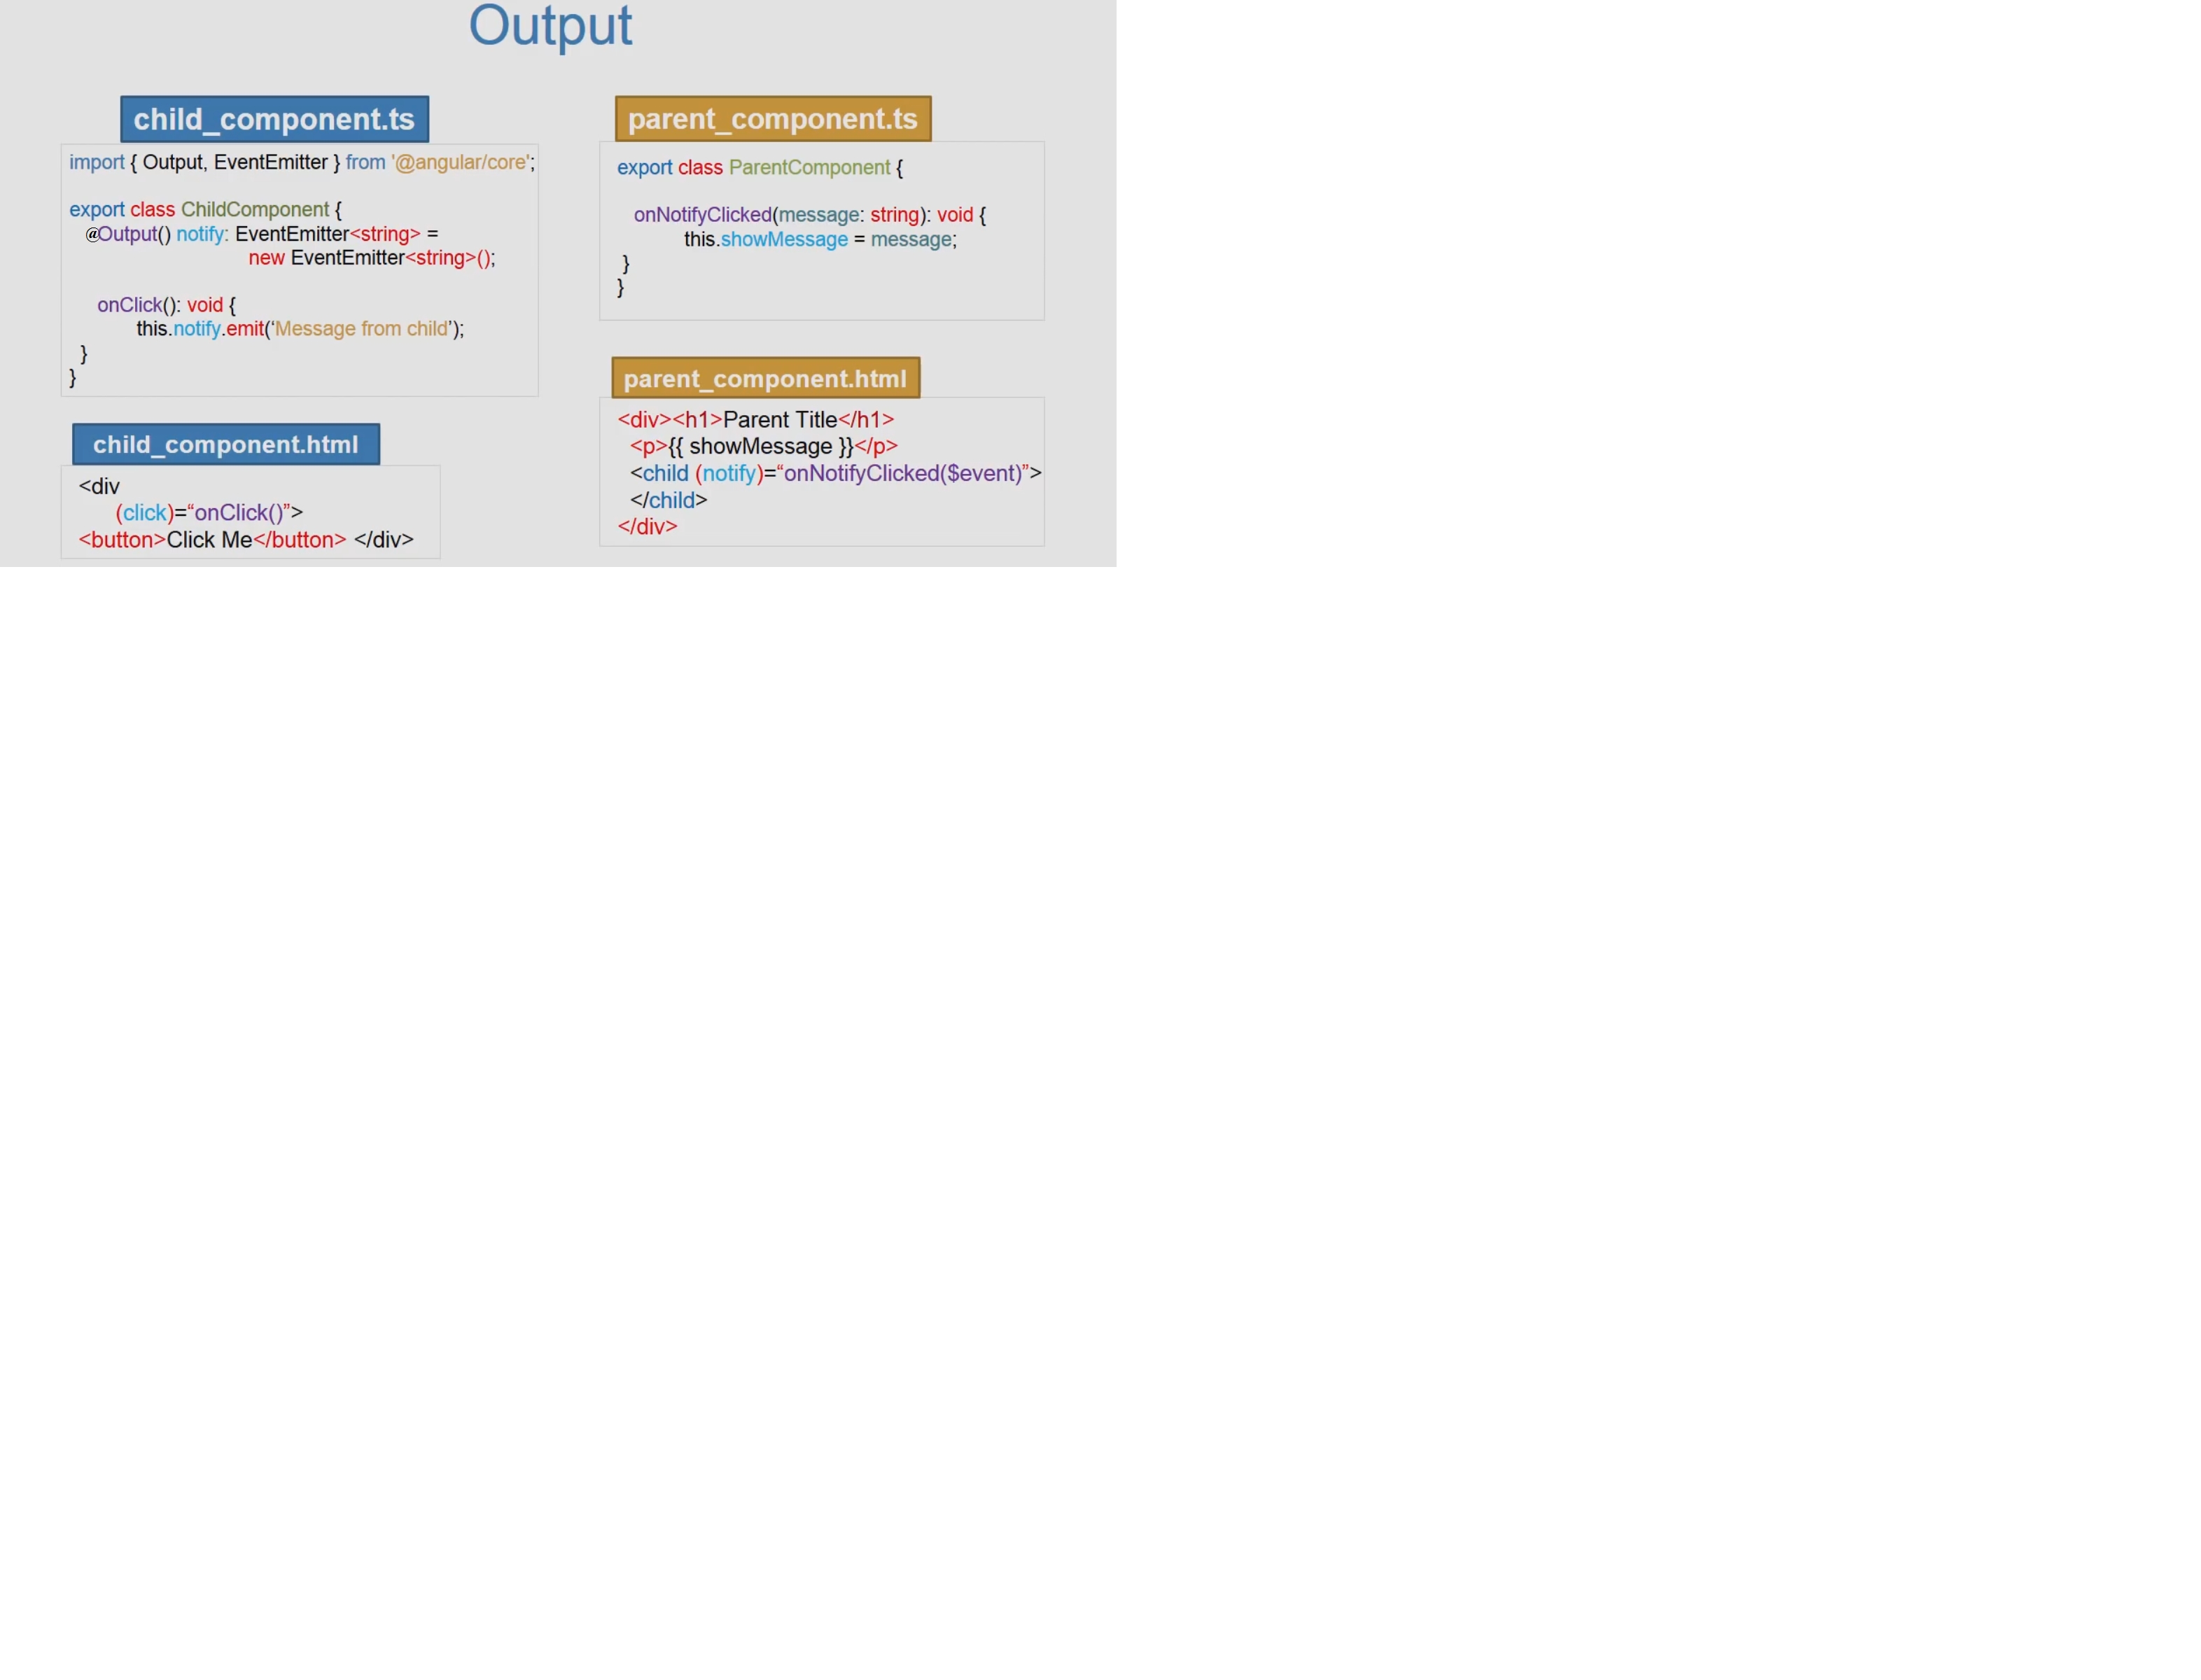 Output
child_component.ts
import { Output, EventEmitter } from '@angular/core';
export class ChildComponent {
@Output() notify: EventEmitter<string> =
new EventEmitter<string>();
onClick(): void {
this.notify.emit(‘Message from child’);
}
}
child_component.html
<div
(click)=“onClick()”>
<button>Click Me</button> </div>
parent_component.ts
export class ParentComponent {
onNotifyClicked(message: string): void {
this.showMessage = message;
}
}
parent_component.html
<div><h1>Parent Title</h1>
<p>{{ showMessage }}</p>
<child (notify)=“onNotifyClicked($event)”>
</child>
</div>